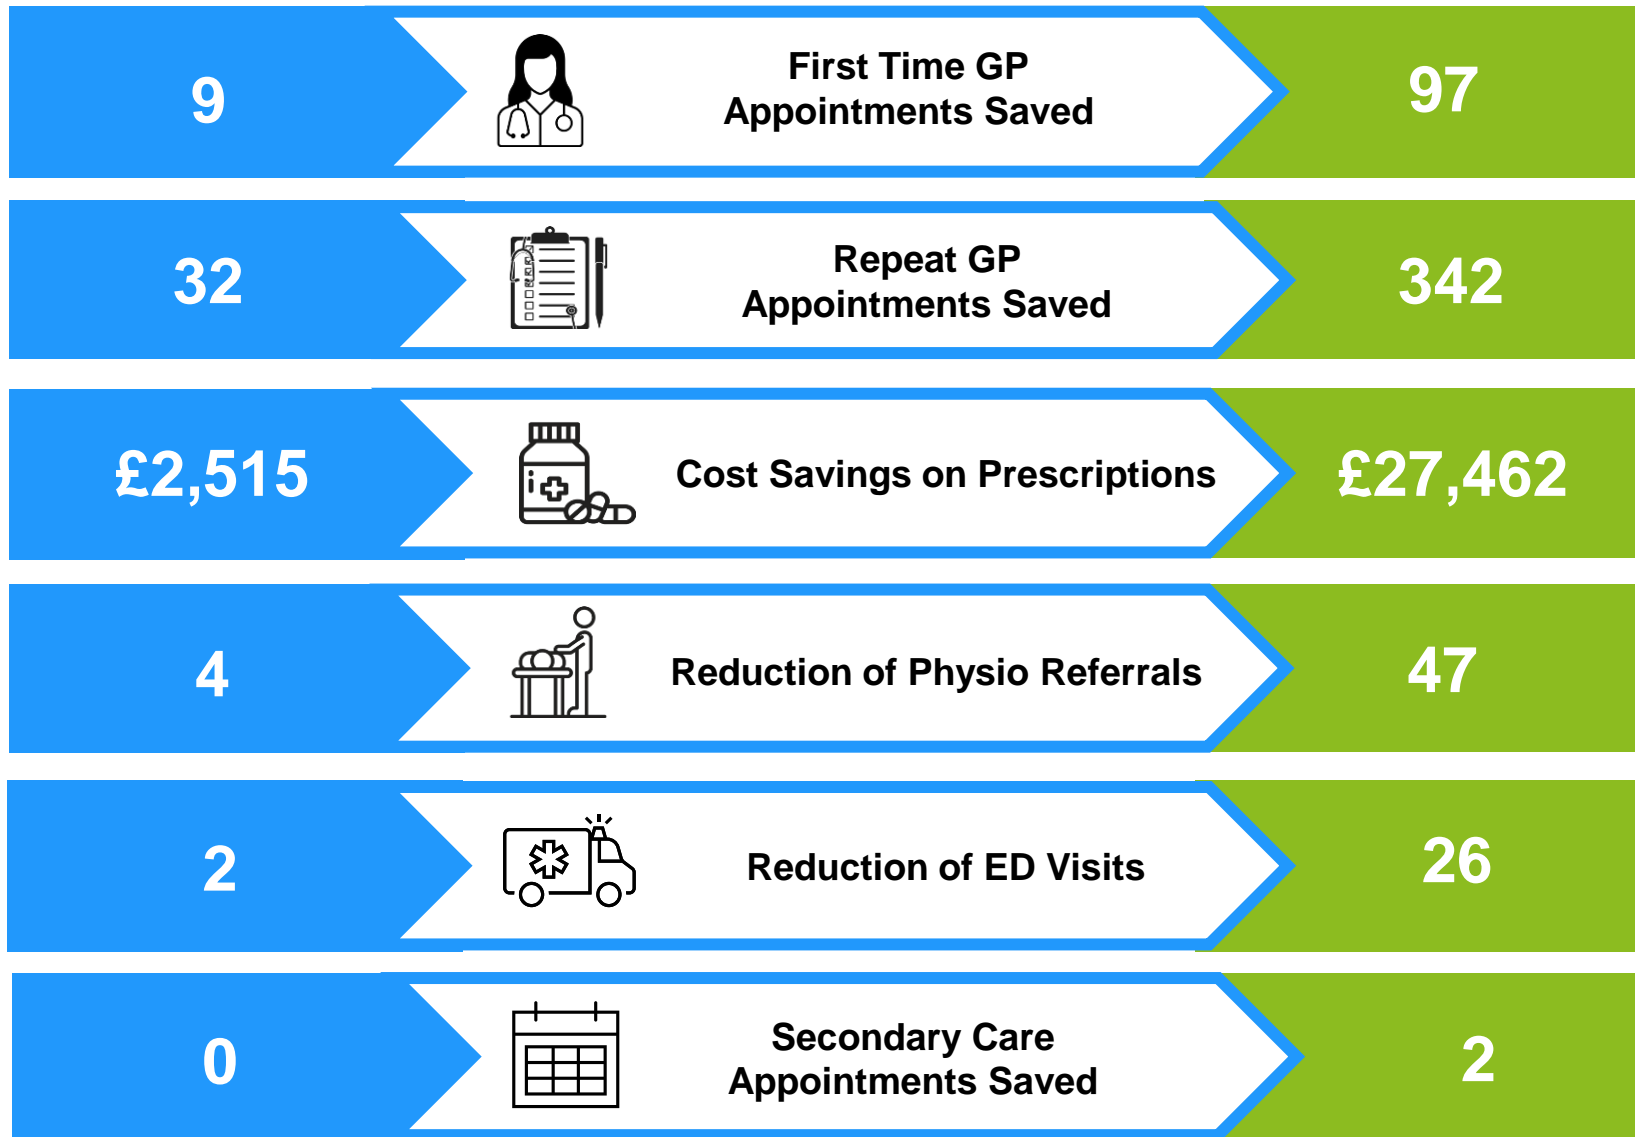 9
First Time GP
Appointments Saved
97
32
Repeat GP
Appointments Saved
342
£2,515
Cost Savings on Prescriptions
£27,462
4
Reduction of Physio Referrals
47
2
Reduction of ED Visits
26
0
Secondary Care
Appointments Saved
2